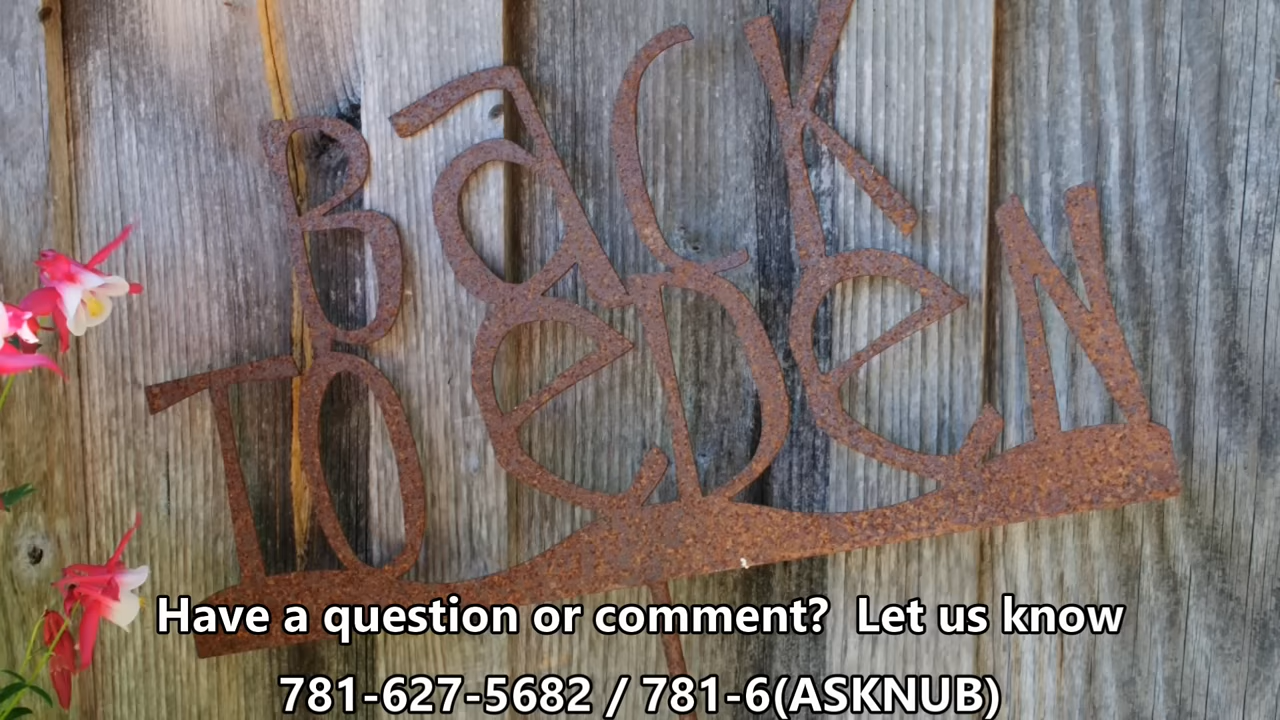 Back
To eDeN
Have a question or comment?  Let us know
781-627-5682 / 781-6(ASKNUB)